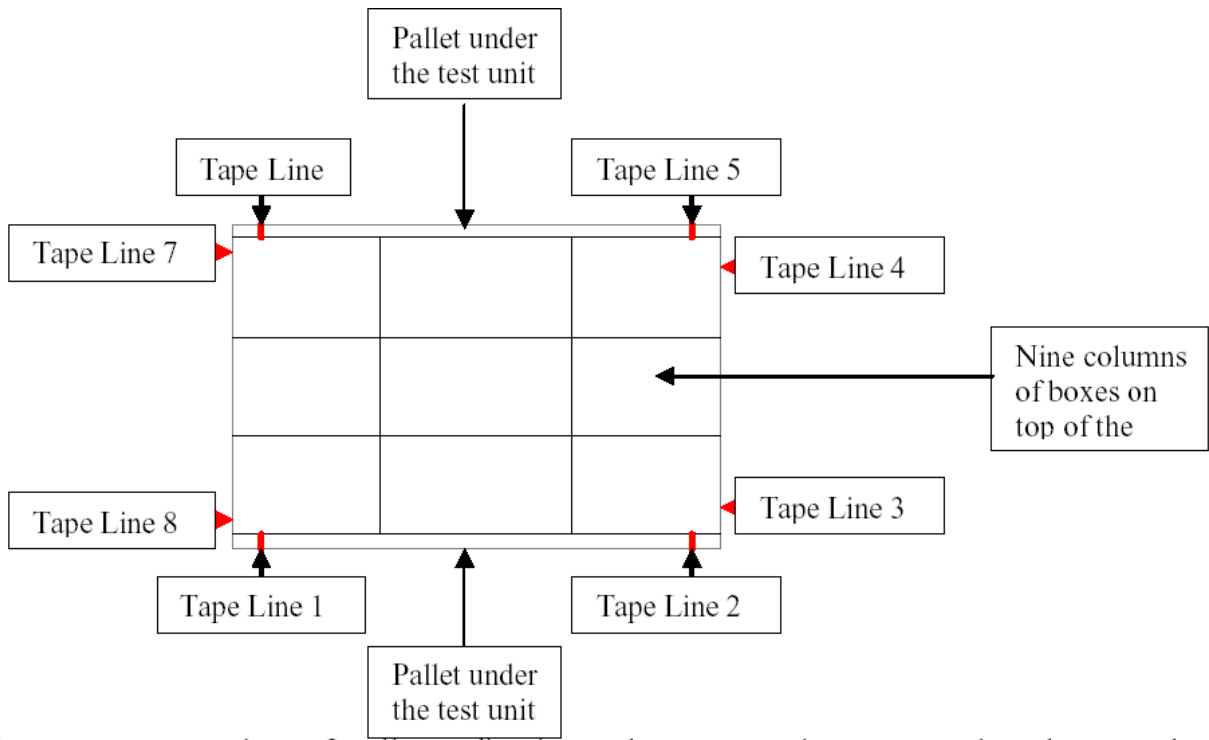 Pallet under
the test unit
Tape Line
Tape Line 5
Tape Line 7
Tape Line 4
Nine columns
of boxes on
top of the
Tape Line 8
Tape Line 3
Tape Line 1
Tape Line 2
Pallet under
the test unit